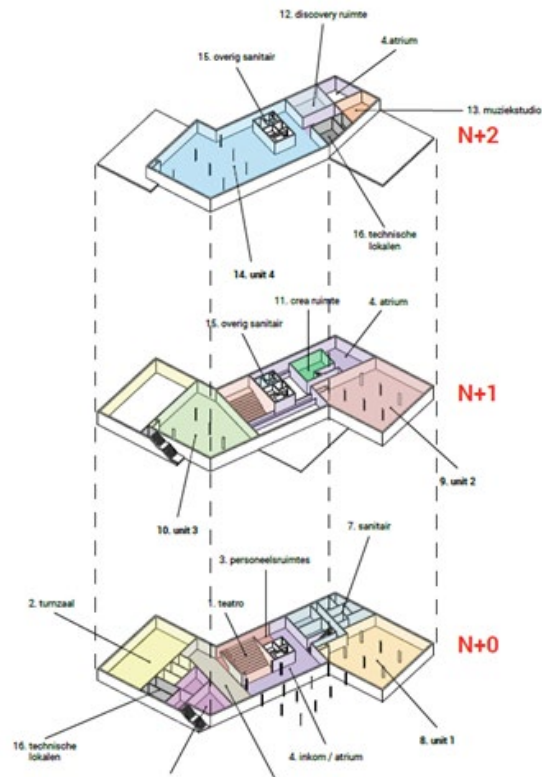 12. discovery ruimte
4.atrium
15. overig sanitair
13. muziekstudio
N+2
16. technische
lokalen
14. unit 4
11. crea ruimte
15. overig sanitair
4. atrium
N+1
9. unit 2
10. unit 3
7. sanitair
3. personeelsruimtes
1. teatro
2. turnzaal
N+0
8. unit 1
16. technische
lokalen
4. inkom / atrium